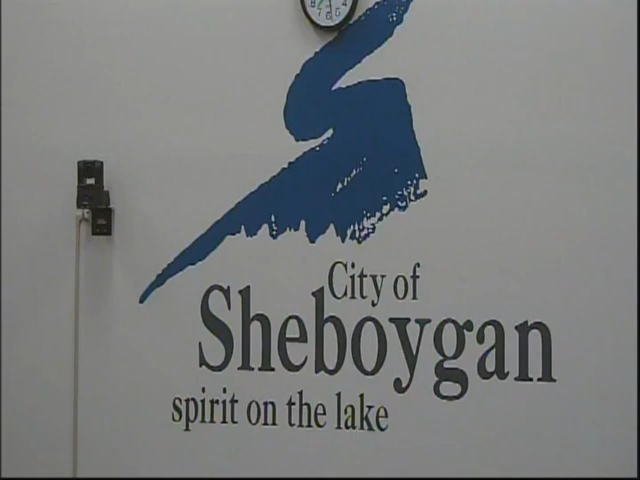 City of
Sheboygan
spirit on the lake